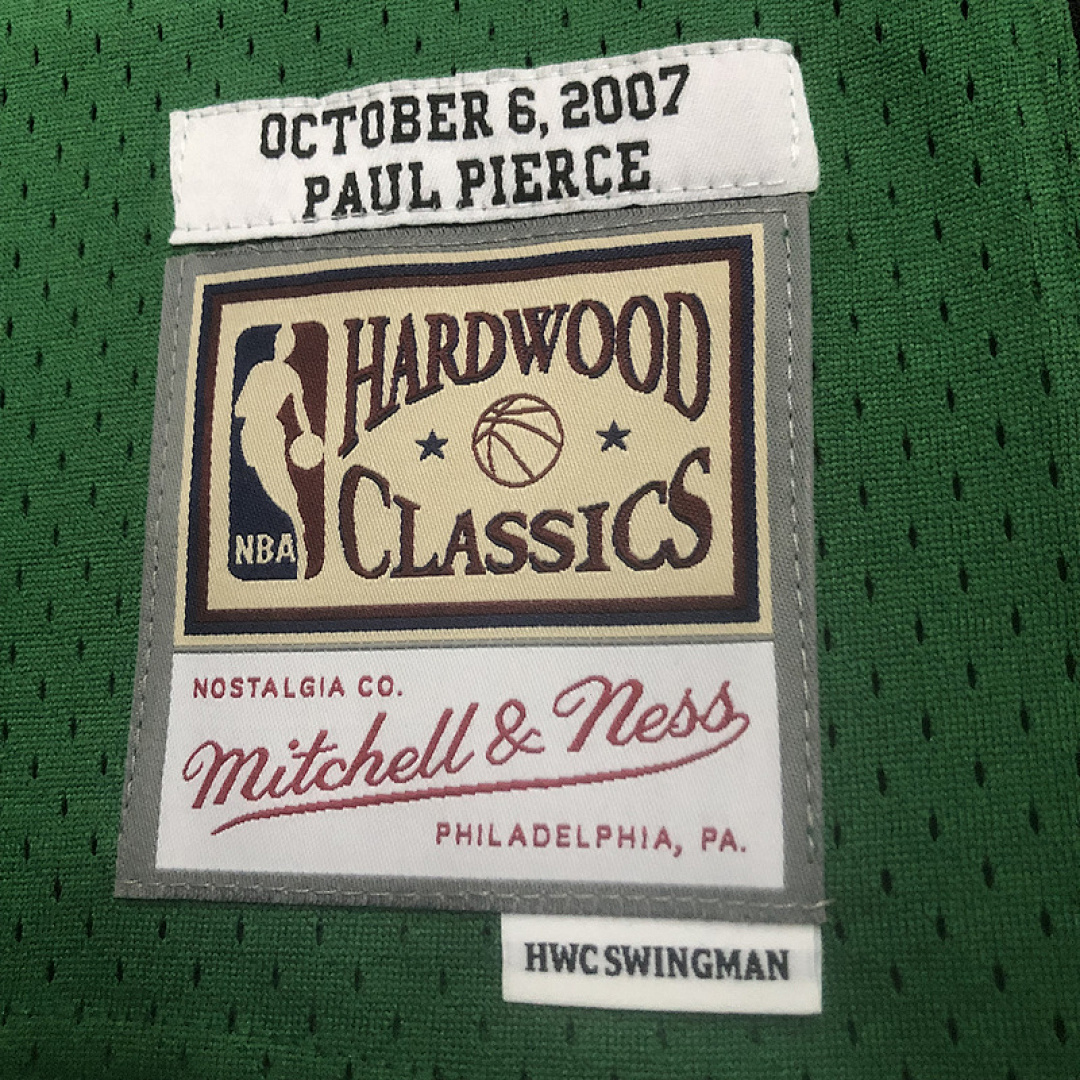 OCTOBER 6, 2007
PAUL PIERCE
HARDWOOD
CLASSICS
NBA
NOSTALGIA CO.
Mitchell & Ness
PHILADELPHIA, PA.
HWC SWINGMAN